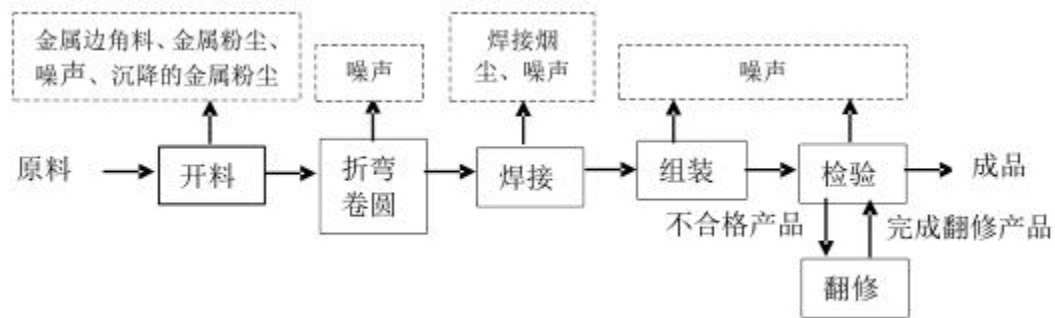 金属边角料、金属粉尘、
噪声、沉降的金属粉尘
噪声
焊接烟
尘、噪声
噪声
原料
开料
折弯
卷圆
焊接
组装
检验
成品
不合格产品
完成翻修产品
翻修